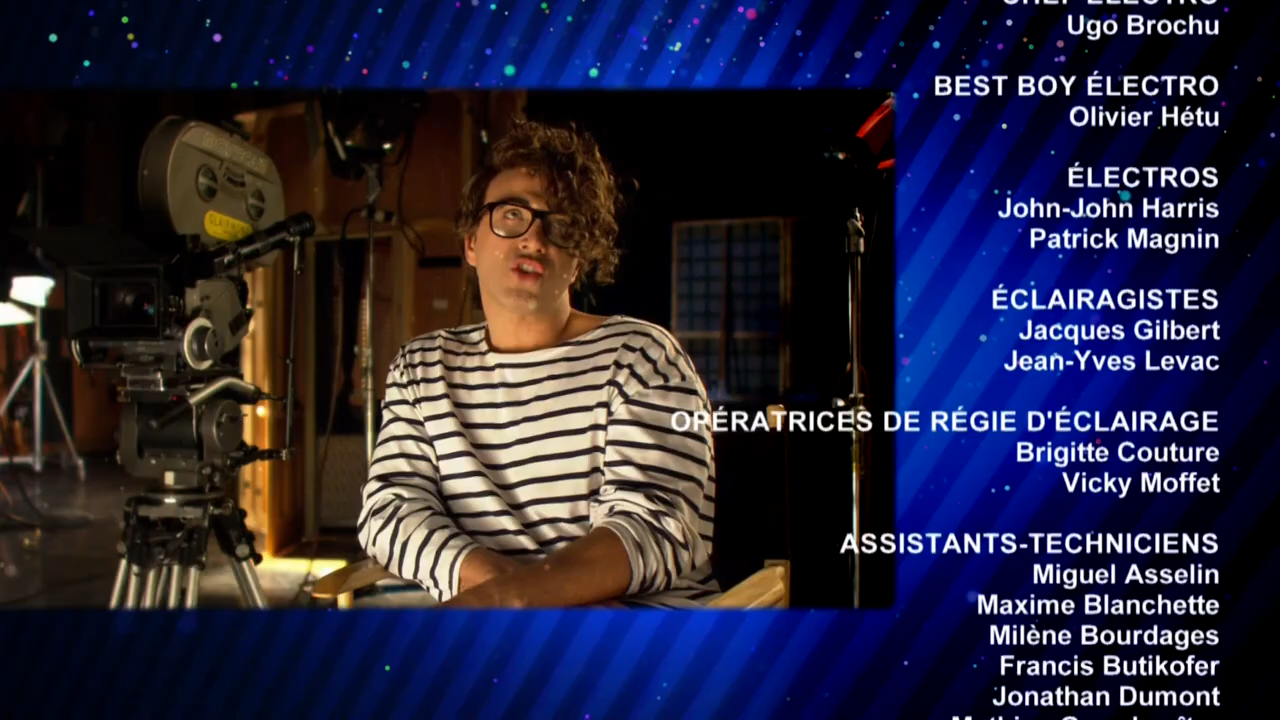 CHEF ÉLECTRO
Ugo Brochu
BEST BOY ÉLECTRO
Olivier Hétu
ÉLECTROS
John-John Harris
Patrick Magnin
ÉCLAIRAGISTES
Jacques Gilbert
Jean-Yves Levac
OPÉRATRICES DE RÉGIE D'ÉCLAIRAGE
Brigitte Couture
Vicky Moffet
ASSISTANTS-TECHNICIENS
Miguel Asselin
Maxime Blanchette
Milène Bourdages
Francis Butikofer
Jonathan Dumont